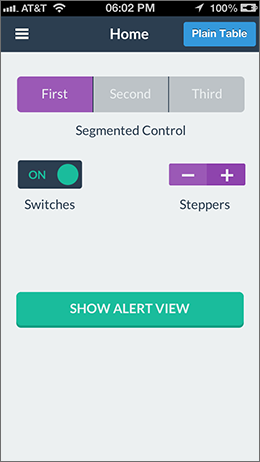 AT&T 06:02 PM 100%
Home Plain Table
First Second Third
Segmented Control
ON
Switches Steppers
SHOW ALERT VIEW